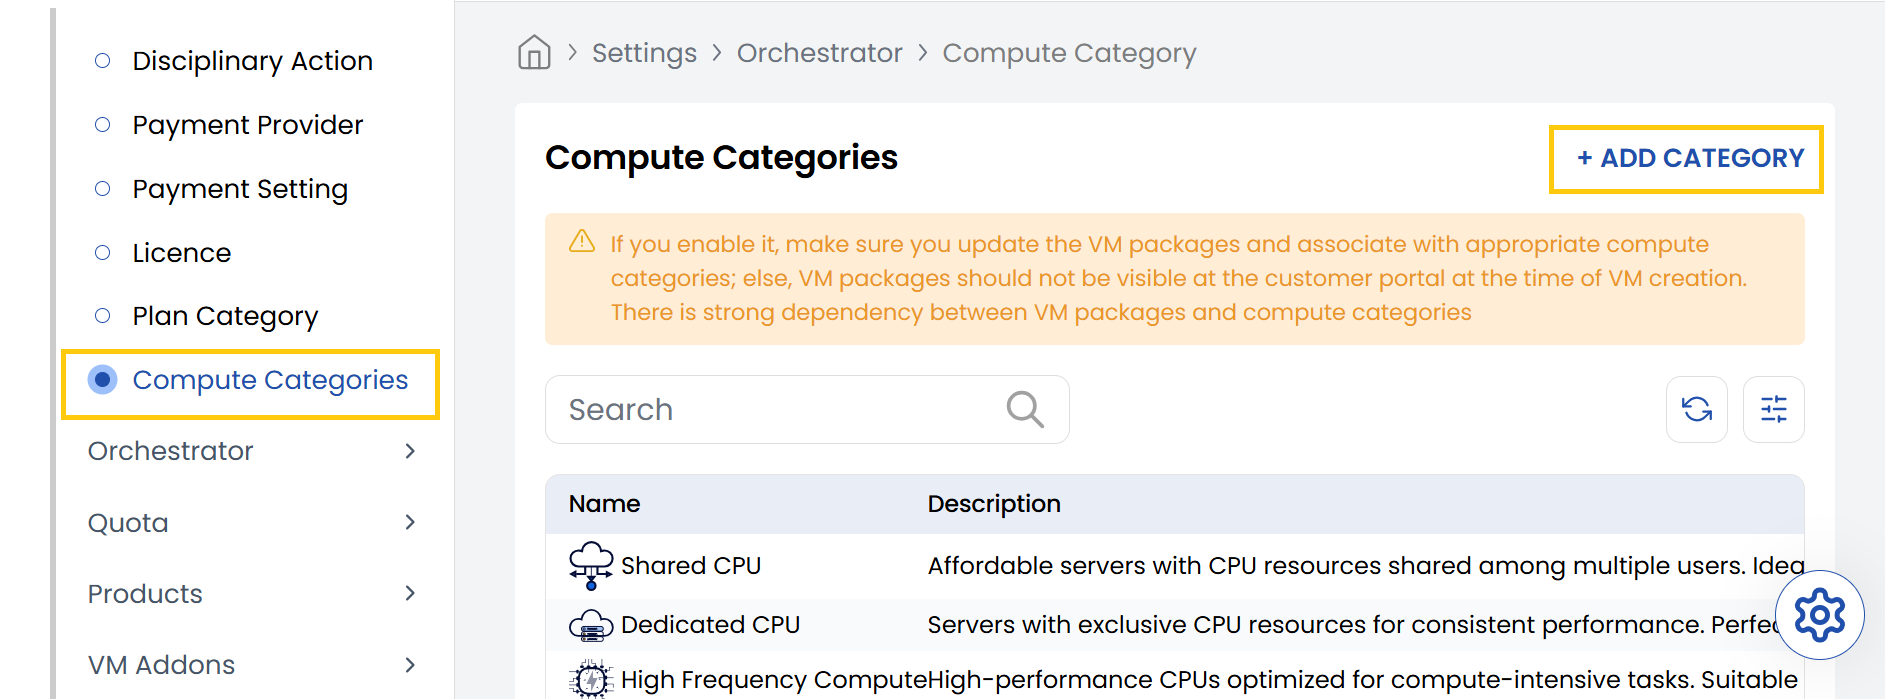 Disciplinary Action
Payment Provider
Payment Setting
Licence
Plan Category
Compute Categories
Orchestrator
Quota
Products
VM Addons
Settings > Orchestrator > Compute Category
Compute Categories
+ ADD CATEGORY
If you enable it, make sure you update the VM packages and associate with appropriate compute
categories; else, VM packages should not be visible at the customer portal at the time of VM creation.
There is strong dependency between VM packages and compute categories
Search
Name Description
Shared CPU Affordable servers with CPU resources shared among multiple users. Idea
Dedicated CPU Servers with exclusive CPU resources for consistent performance. Perfec
High Frequency Compute High-performance CPUs optimized for compute-intensive tasks. Suitable